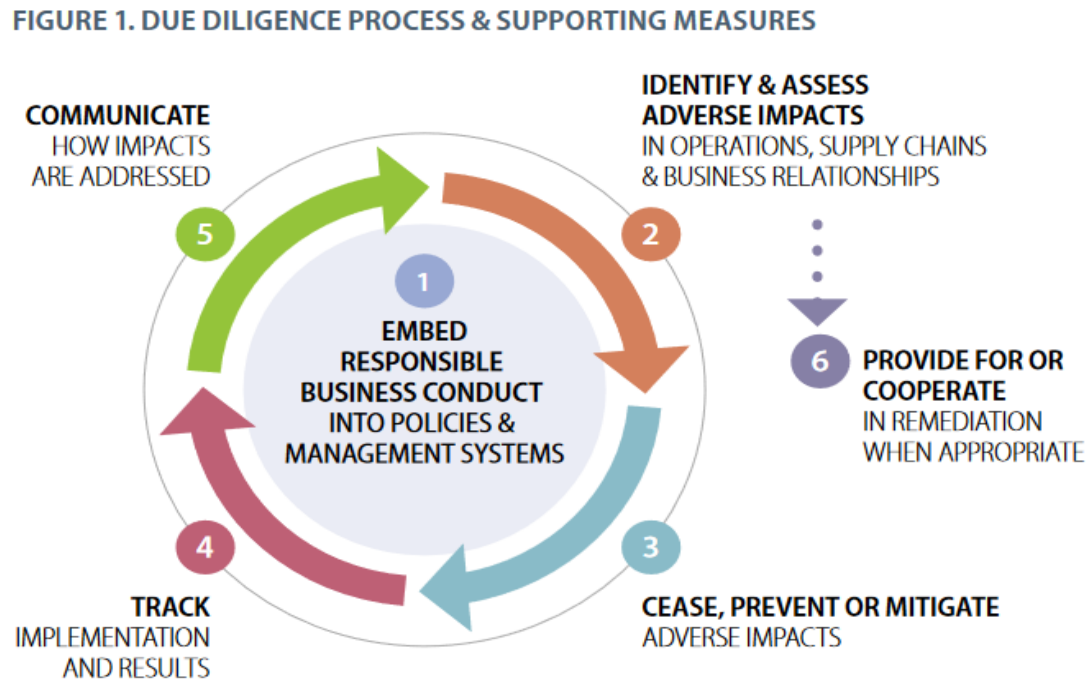 FIGURE 1. DUE DILIGENCE PROCESS & SUPPORTING MEASURES
COMMUNICATE
HOW IMPACTS
ARE ADDRESSED
5
IDENTIFY & ASSESS
ADVERSE IMPACTS
IN OPERATIONS, SUPPLY CHAINS
& BUSINESS RELATIONSHIPS
2
1
EMBED
RESPONSIBLE
BUSINESS CONDUCT
INTO POLICIES &
MANAGEMENT SYSTEMS
6
PROVIDE FOR OR
COOPERATE
IN REMEDIATION
WHEN APPROPRIATE
4
TRACK
IMPLEMENTATION
AND RESULTS
3
CEASE, PREVENT OR MITIGATE
ADVERSE IMPACTS